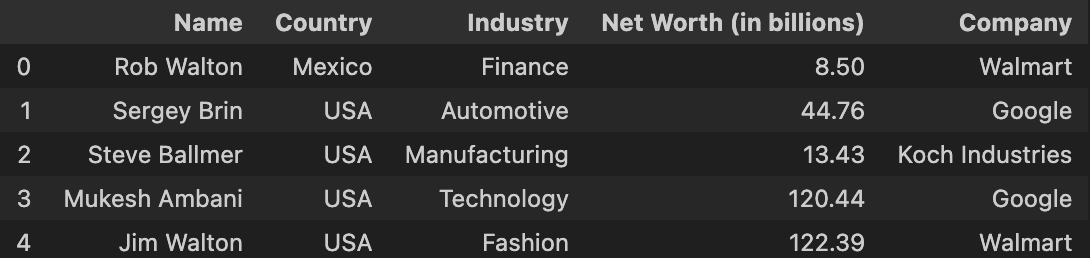 Name Country Industry Net Worth (in billions) Company
0 Rob Walton Mexico Finance 8.50 Walmart
1 Sergey Brin USA Automotive 44.76 Google
2 Steve Ballmer USA Manufacturing 13.43 Koch Industries
3 Mukesh Ambani USA Technology 120.44 Google
4 Jim Walton USA Fashion 122.39 Walmart